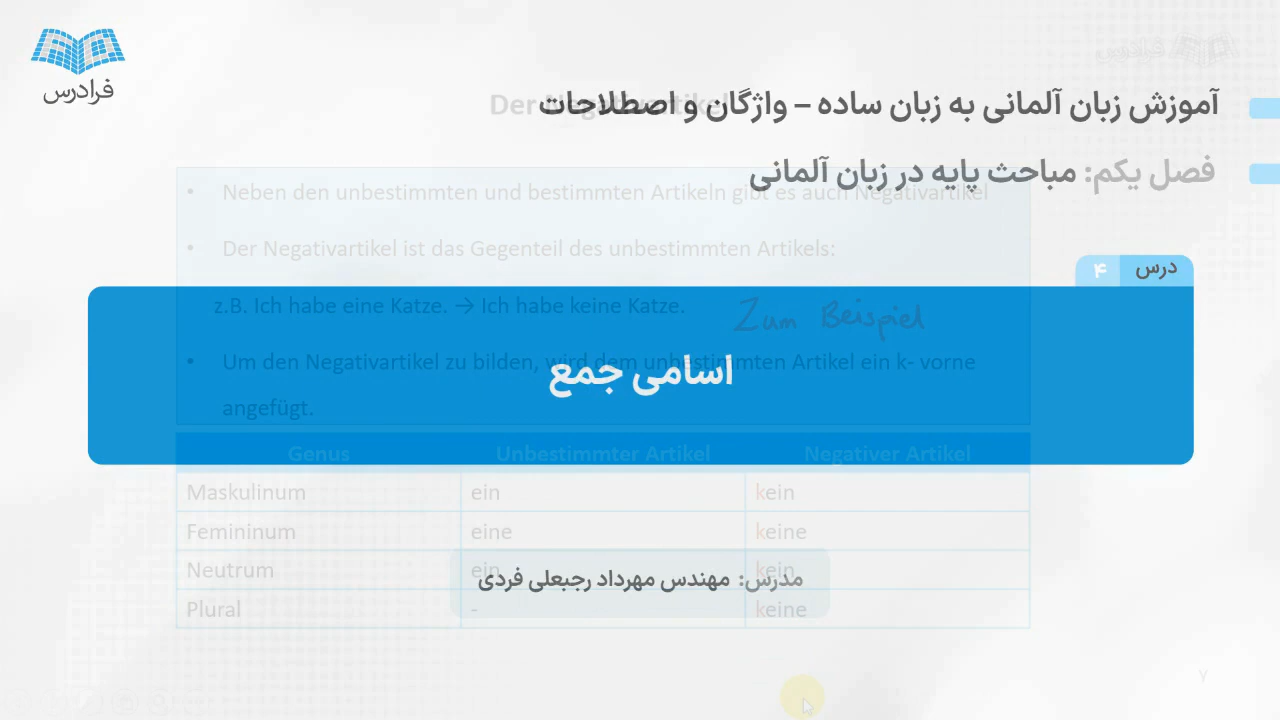 فرادرس
فرادرس
آموزش زبان آلمانی به زبان ساده – واژگان و اصطلاحات
Der Negativartikel
فصل یکم: مباحث پایه در زبان آلمانی
• Neben den unbestimmten und bestimmten Artikeln gibt es auch Negativartikel
• Der Negativartikel ist das Gegenteil des unbestimmten Artikels:
درس ۴
z.B. Ich habe eine Katze. → Ich habe keine Katze.
Zum Beispiel
• Um den Negativartikel zu bilden, wird dem unbestimmten Artikel ein k- vorne
angefügt.
اسامی جمع
Genus Unbestimmter Artikel Negativer Artikel
Maskulinum ein kein
Femininum eine keine
Neutrum ein kein
مدرس: مهندس مهرداد رجبعلی فردی
Plural - keine
۷